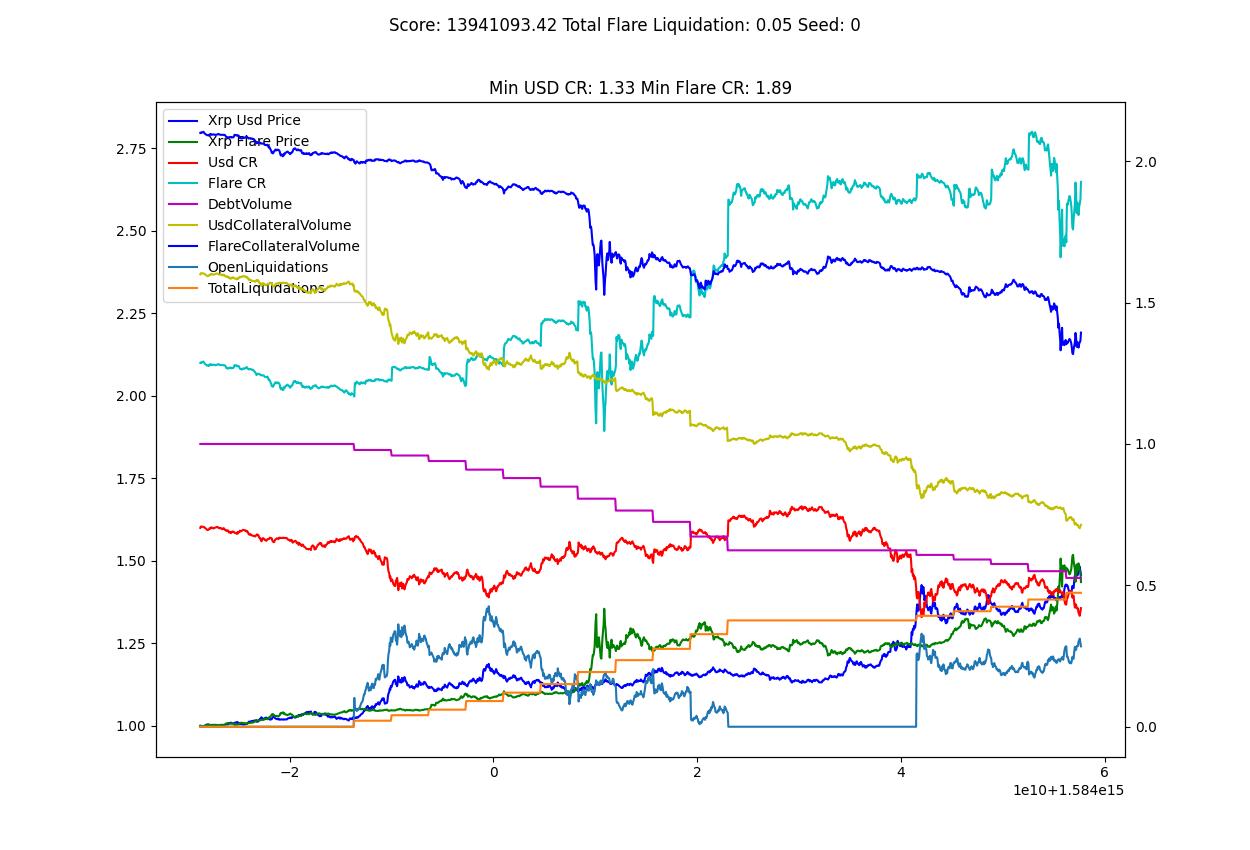 Score: 13941093.42 Total Flare Liquidation: 0.05 Seed: 0
Min USD CR: 1.33 Min Flare CR: 1.89
Xrp Usd Price
Xrp Flare Price
Usd CR
Flare CR
DebtVolume
UsdCollateralVolume
FlareCollateralVolume
OpenLiquidations
TotalLiquidations
2.75
2.50
2.25
2.00
1.75
1.50
1.25
1.00
2.0
1.5
1.0
0.5
0.0
−2 0 2 4 6
1e10+1.584e15